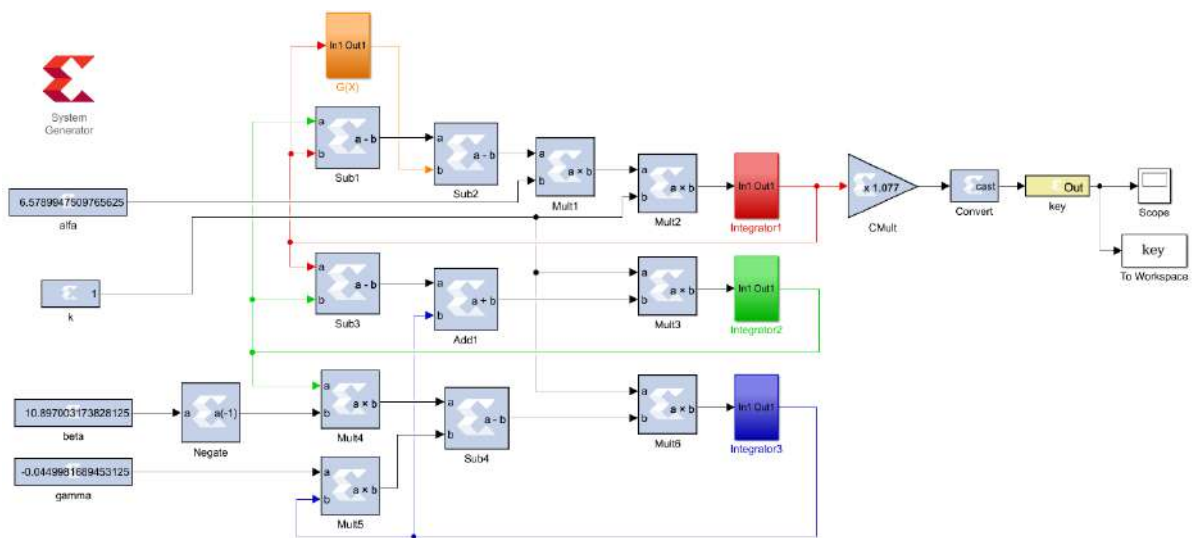 In1 Out1
G(X)
System
Generator
a
b
a - b
Sub1
a
b
a - b
Sub2
a
b
a × b
Mult1
a
b
a × b
Mult2
In1 Out1
Integrator1
x 1.077
CMult
cast
Convert
Out
key
Scope
key
To Workspace
6.5789947509765625
alfa
1
k
a
b
a - b
Sub3
a
b
a + b
Add1
a
b
a × b
Mult3
In1 Out1
Integrator2
10.897003173828125
beta
a
a(-1)
Negate
a
b
a × b
Mult4
a
b
a - b
Sub4
a
b
a × b
Mult6
In1 Out1
Integrator3
-0.0449981689453125
gamma
a
b
a × b
Mult5